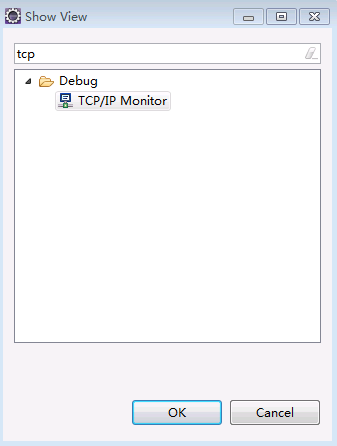 Show View
tcp
Debug
TCP/IP Monitor
OK
Cancel